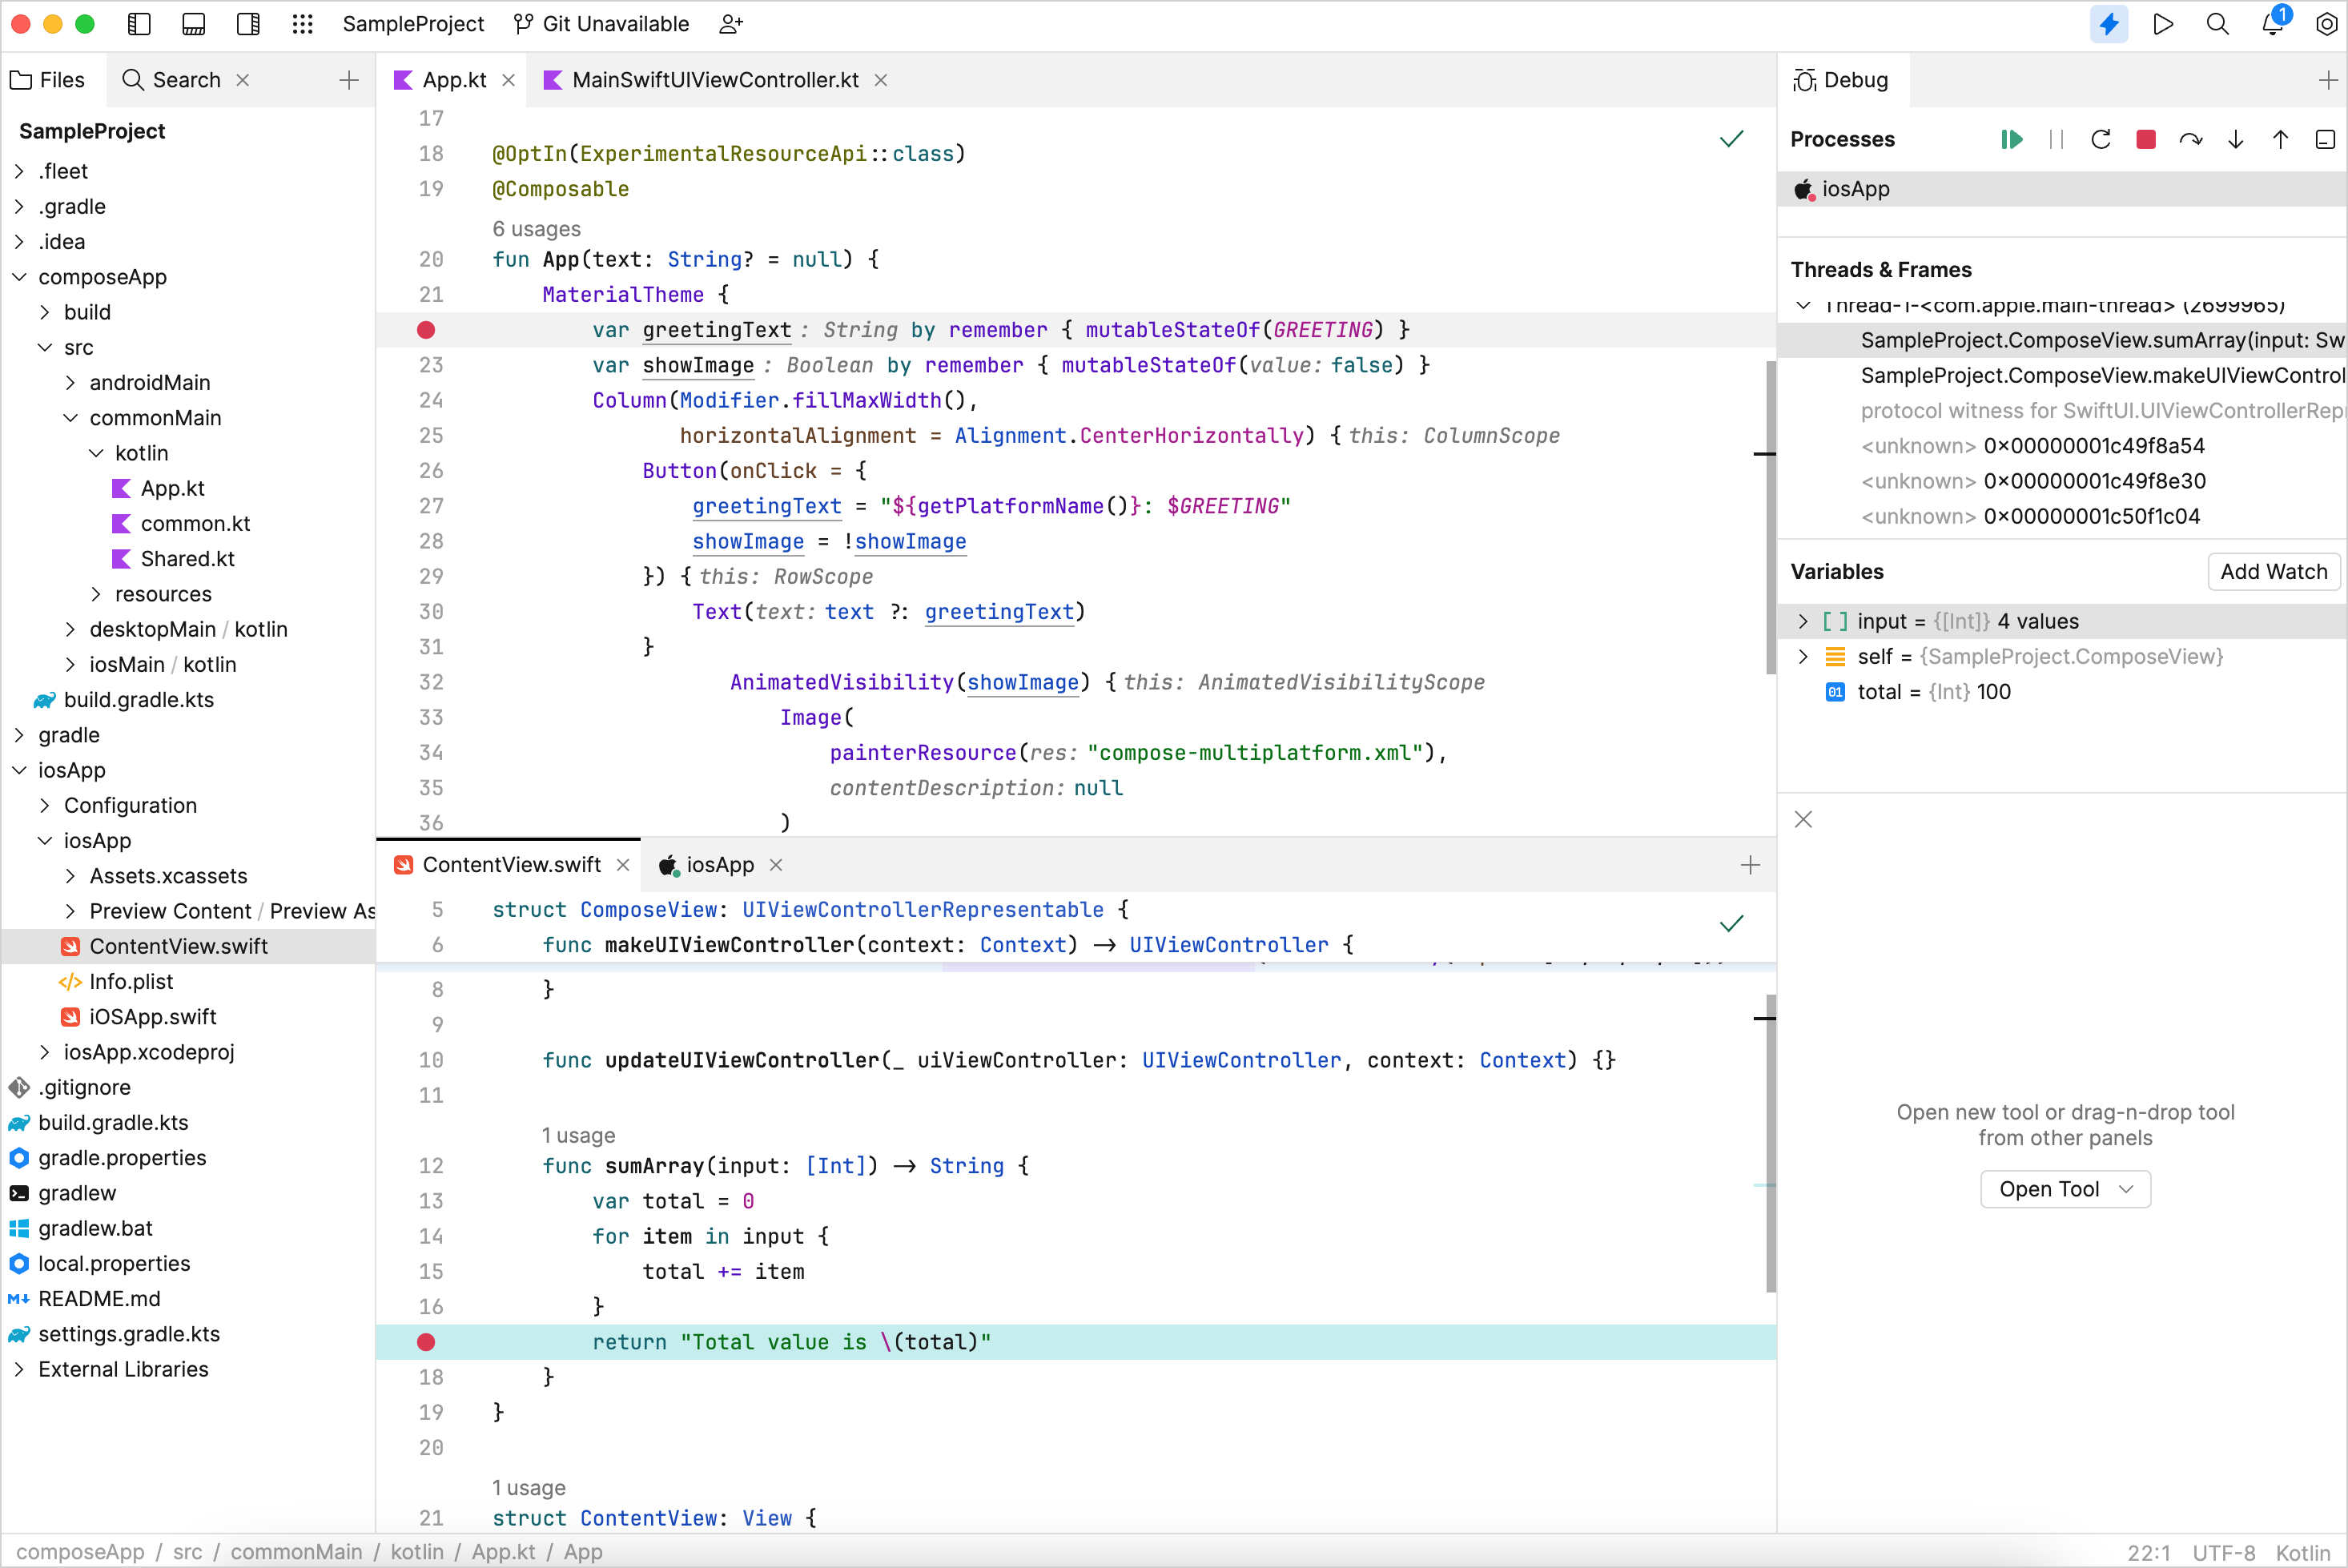 SampleProject Git Unavailable 1
Files Search
SampleProject
.fleet
.gradle
.idea
composeApp
build
src
androidMain
commonMain
kotlin
App.kt
common.kt
Shared.kt
resources
desktopMain / kotlin
iosMain / kotlin
build.gradle.kts
gradle
iosApp
Configuration
iosApp
Assets.xcassets
Preview Content / Preview As
ContentView.swift
Info.plist
iOSApp.swift
iosApp.xcodeproj
.gitignore
build.gradle.kts
gradle.properties
gradlew
gradlew.bat
local.properties
README.md
settings.gradle.kts
External Libraries
App.kt MainSwiftUIViewController.kt
17
18 @OptIn(ExperimentalResourceApi::class)
19 @Composable
6 usages
20 fun App(text: String? = null) {
21 MaterialTheme {
var greetingText : String by remember { mutableStateOf(GREETING) }
23 var showImage : Boolean by remember { mutableStateOf(value: false) }
24 Column(Modifier.fillMaxWidth(),
25 horizontalAlignment = Alignment.CenterHorizontally) { this: ColumnScope
26 Button(onClick = {
27 greetingText = "${getPlatformName()}: $GREETING"
28 showImage = !showImage
29 }) { this: RowScope
30 Text(text: text ?: greetingText)
31 }
32 AnimatedVisibility(showImage) { this: AnimatedVisibilityScope
33 Image(
34 painterResource(res: "compose-multiplatform.xml"),
35 contentDescription: null
36 )
ContentView.swift iosApp
5 struct ComposeView: UIViewControllerRepresentable {
6 func makeUIViewController(context: Context) → UIViewController {
8 }
9
10 func updateUIViewController(_ uiViewController: UIViewController, context: Context) {}
11
1 usage
12 func sumArray(input: [Int]) → String {
13 var total = 0
14 for item in input {
15 total += item
16 }
return "Total value is \(total)"
18 }
19 }
20
1 usage
21 struct ContentView: View {
Debug
Processes
iosApp
Threads & Frames
Thread-1-<com.apple.main-thread> (2699965)
SampleProject.ComposeView.sumArray(input: Sw
SampleProject.ComposeView.makeUIViewControl
protocol witness for SwiftUI.UIViewControllerRep
<unknown> 0x00000001c49f8a54
<unknown> 0x00000001c49f8e30
<unknown> 0x00000001c50f1c04
Variables Add Watch
input = {[Int]} 4 values
self = {SampleProject.ComposeView}
01 total = {Int} 100
Open new tool or drag-n-drop tool
from other panels
Open Tool
composeApp / src / commonMain / kotlin / App.kt / App 22:1 UTF-8 Kotlin